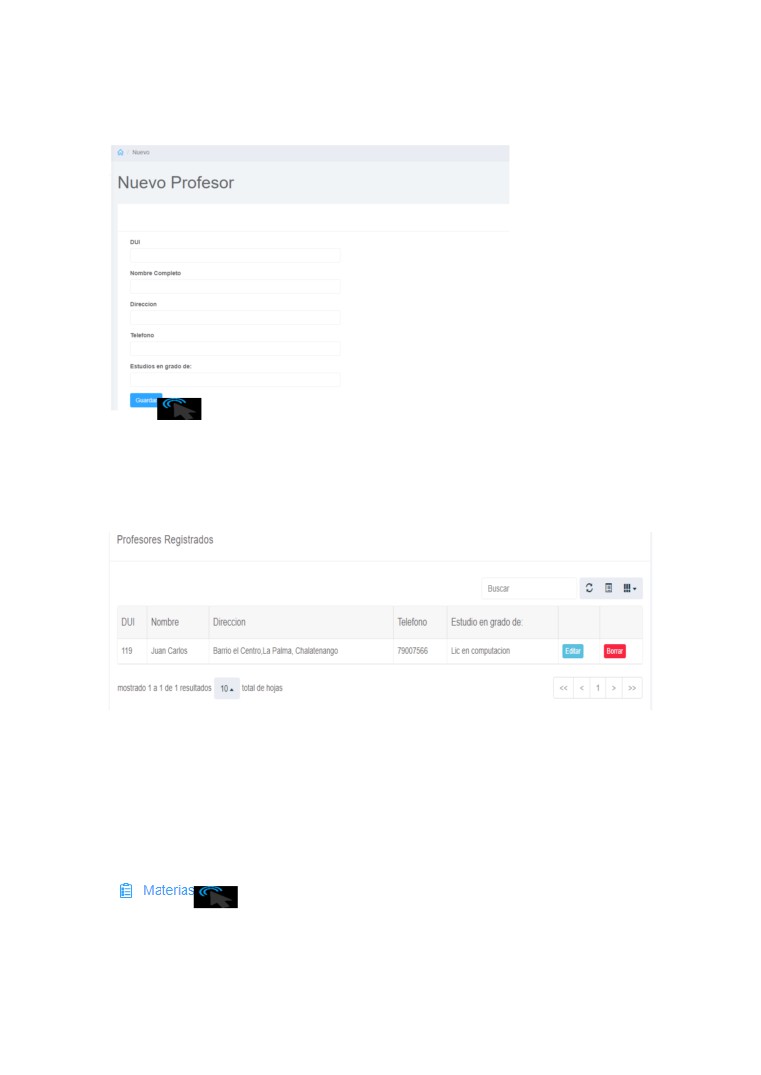 / Nuevo
Nuevo Profesor
DUI
Nombre Completo
Direccion
Telefono
Estudios en grado de:
Guardar
Profesores Registrados
Buscar
DUI Nombre Direccion Telefono Estudio en grado de:
119 Juan Carlos Barrio el Centro,La Palma, Chalatenango 79007566 Lic en computacion Editar Borrar
mostrado 1 a 1 de 1 resultados 10 total de hojas << < 1 > >>
Materias